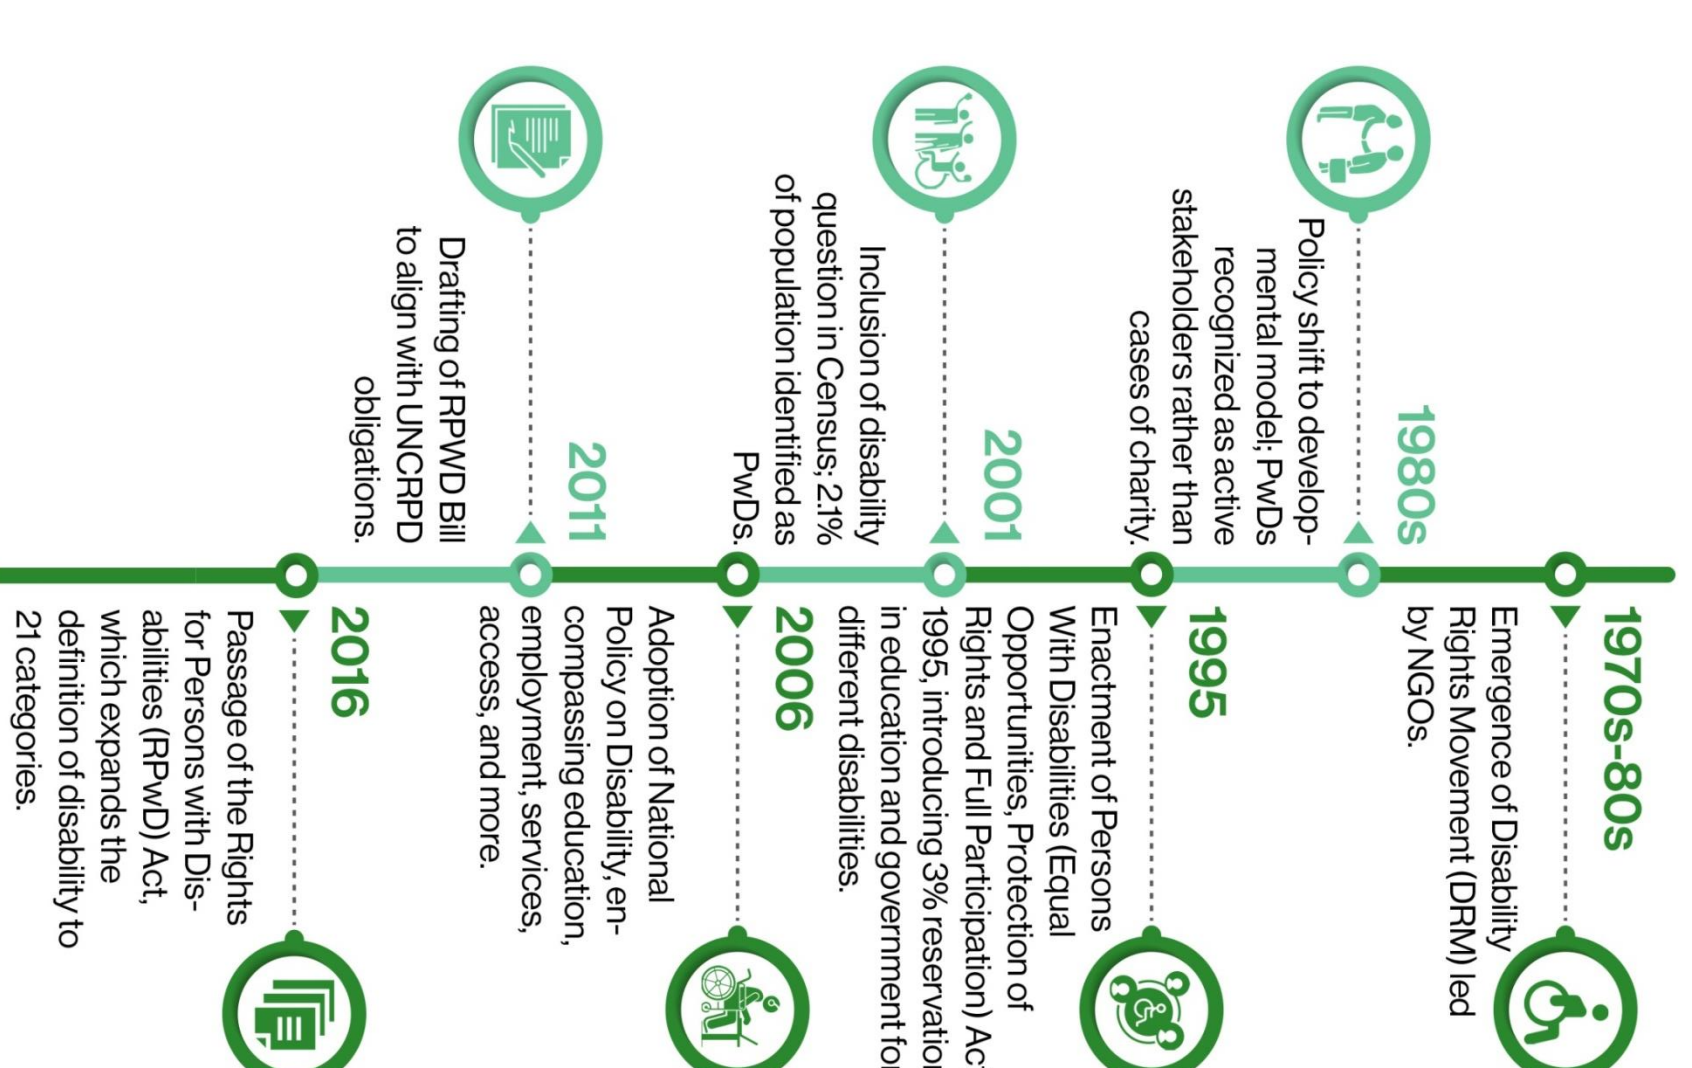 1970s-80s
Emergence of Disability
Rights Movement (DRM) led
by NGOs.
1980s
Policy shift to develop-
mental model; PwDs
recognized as active
stakeholders rather than
cases of charity.
1995
Enactment of Persons
With Disabilities (Equal
Opportunities, Protection of
Rights and Full Participation) Ac
1995, introducing 3% reservation
in education and government fo
different disabilities.
2001
Inclusion of disability
question in Census; 2.1%
of population identified as
PwDs.
2006
Adoption of National
Policy on Disability, en-
compassing education,
employment, services,
access, and more.
2011
Drafting of RPWD Bill
to align with UNCRPD
obligations.
2016
Passage of the Rights
for Persons with Dis-
abilities (RPwD) Act,
which expands the
definition of disability to
21 categories.